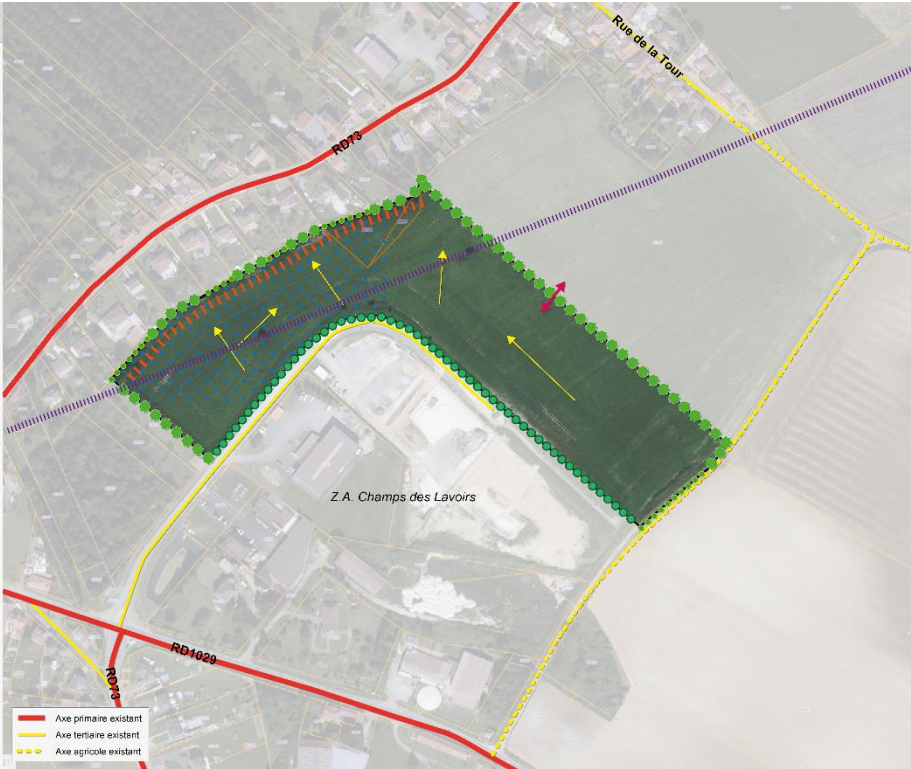 Rue de la Tour
RD73
Z.A. Champs des Lavoirs
RD1029
RD73
Axe primaire existant
Axe tertiaire existant
Axe agricole existant